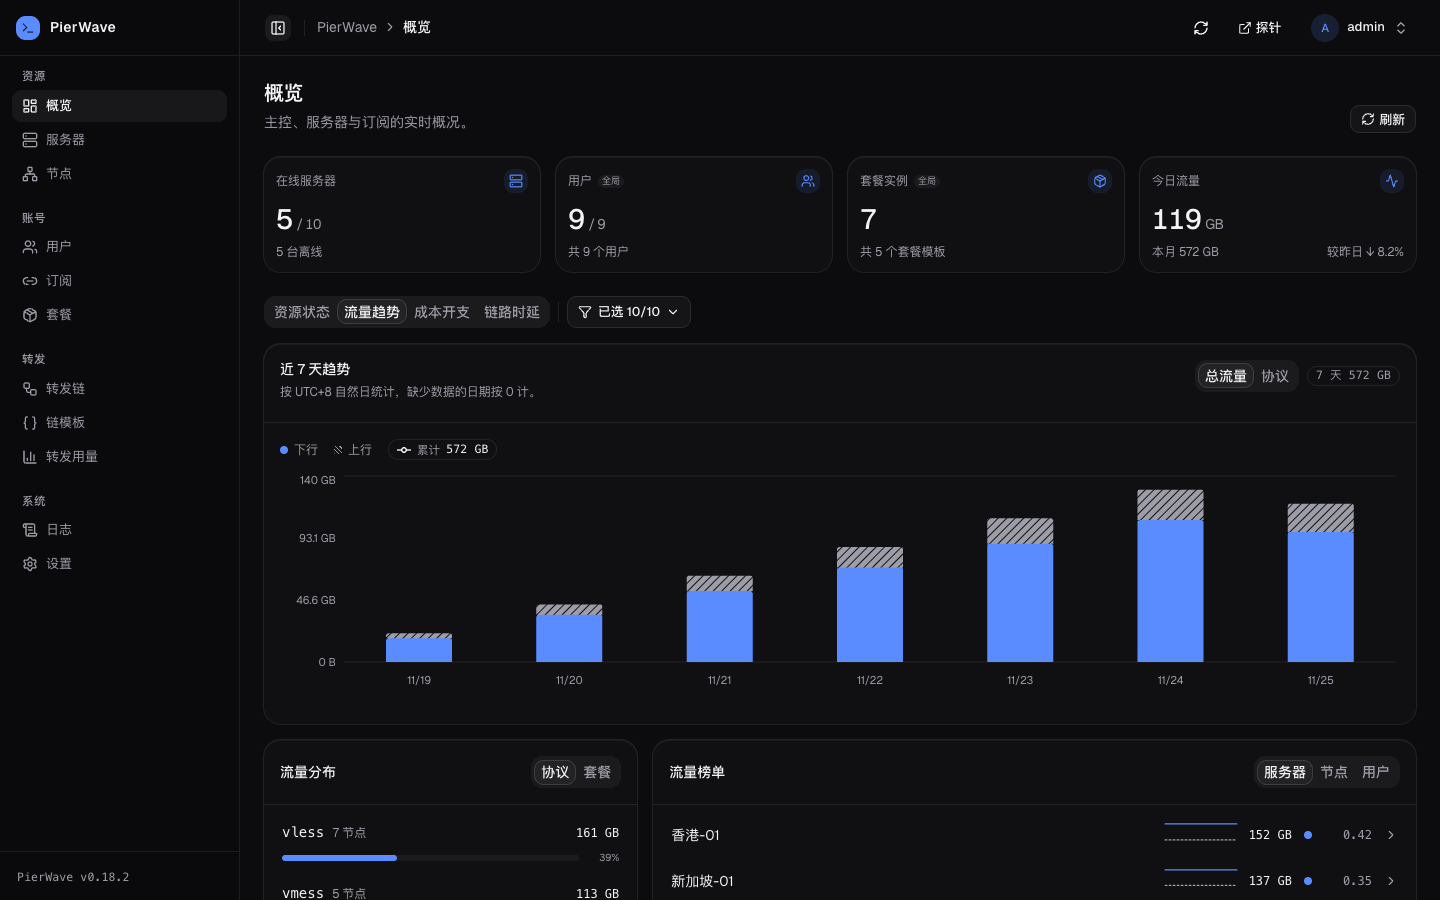 PierWave
资源
概览
服务器
节点
账号
用户
订阅
套餐
转发
转发链
链模板
转发用量
系统
日志
设置
PierWave v0.18.2
PierWave > 概览
探针
A admin
概览
主控、服务器与订阅的实时概况。
刷新
在线服务器
5 / 10
5 台离线
用户 全局
9 / 9
共 9 个用户
套餐实例 全局
7
共 5 个套餐模板
今日流量
119 GB
本月 572 GB 较昨日 ↓ 8.2%
资源状态 流量趋势 成本开支 链路时延 已选 10/10
近 7 天趋势
按 UTC+8 自然日统计，缺少数据的日期按 0 计。
总流量 协议 7 天 572 GB
下行 上行 累计 572 GB
140 GB
93.1 GB
46.6 GB
0 B
11/19 11/20 11/21 11/22 11/23 11/24 11/25
流量分布 协议 套餐
vless 7 节点 161 GB
39%
vmess 5 节点 113 GB
流量榜单 服务器 节点 用户
香港-01 152 GB 0.42
新加坡-01 137 GB 0.35